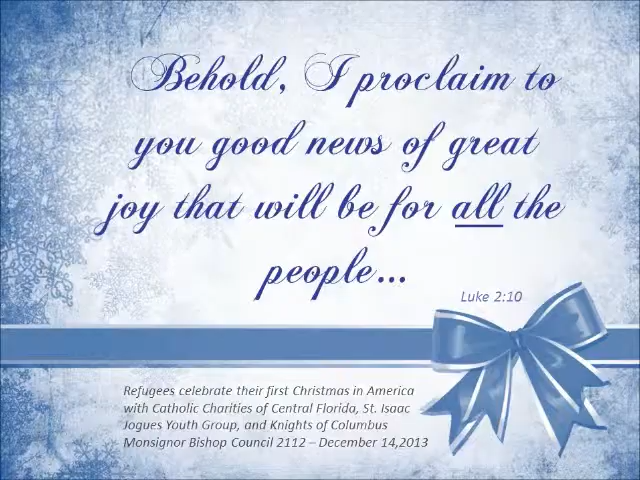 Behold, I proclaim to
you good news of great
joy that will be for all the
people...
Luke 2:10
Refugees celebrate their first Christmas in America
with Catholic Charities of Central Florida, St. Isaac
Jogues Youth Group, and Knights of Columbus
Monsignor Bishop Council 2112 – December 14,2013